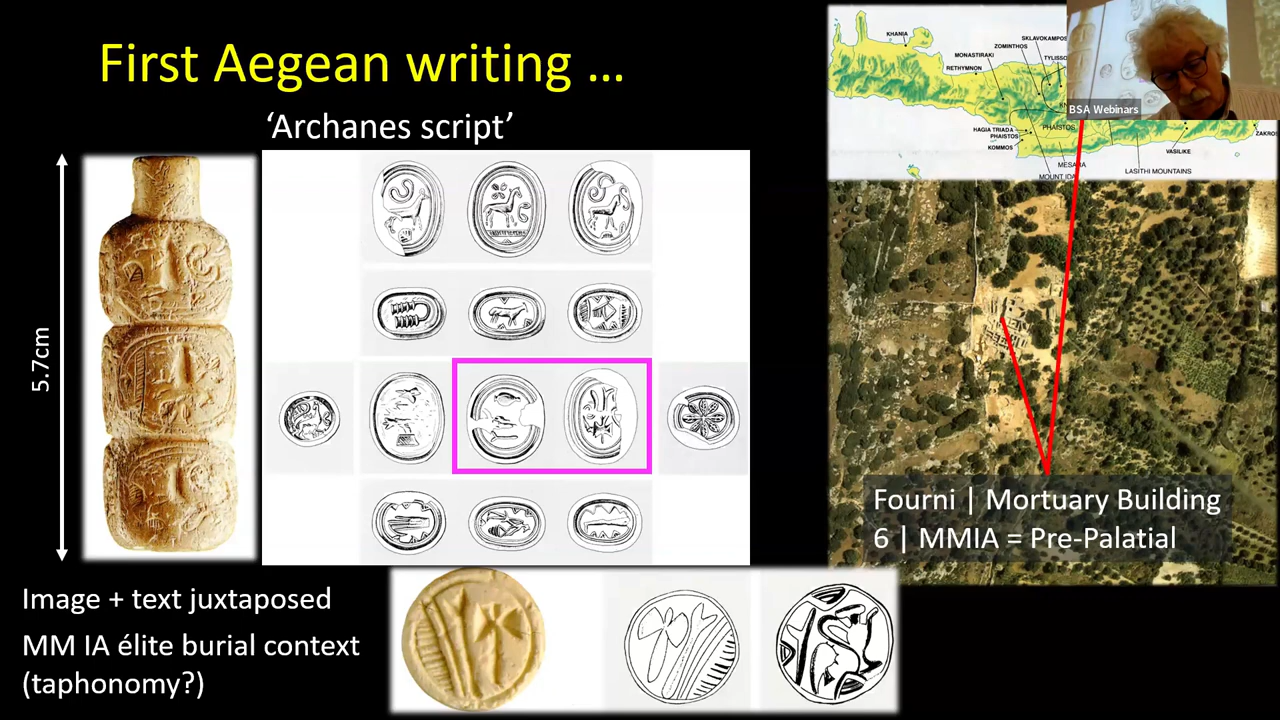 First Aegean writing ...
‘Archanes script’
5.7cm
KHANIA
SKLAVOKAMPOS
ZOMINTHOS
MONASTIRAKI
TYLISSO
RETHYMNON
BSA Webinars
HAGIA TRIADA
PHAISTOS
PHAISTOS
KOMMOS
ZAKRO
VASILIKE
MESARA
LASITHI MOUNTAINS
MOUNT IDA
Fourni | Mortuary Building
6 | MMIA = Pre-Palatial
Image + text juxtaposed
MM IA élite burial context
(taphonomy?)